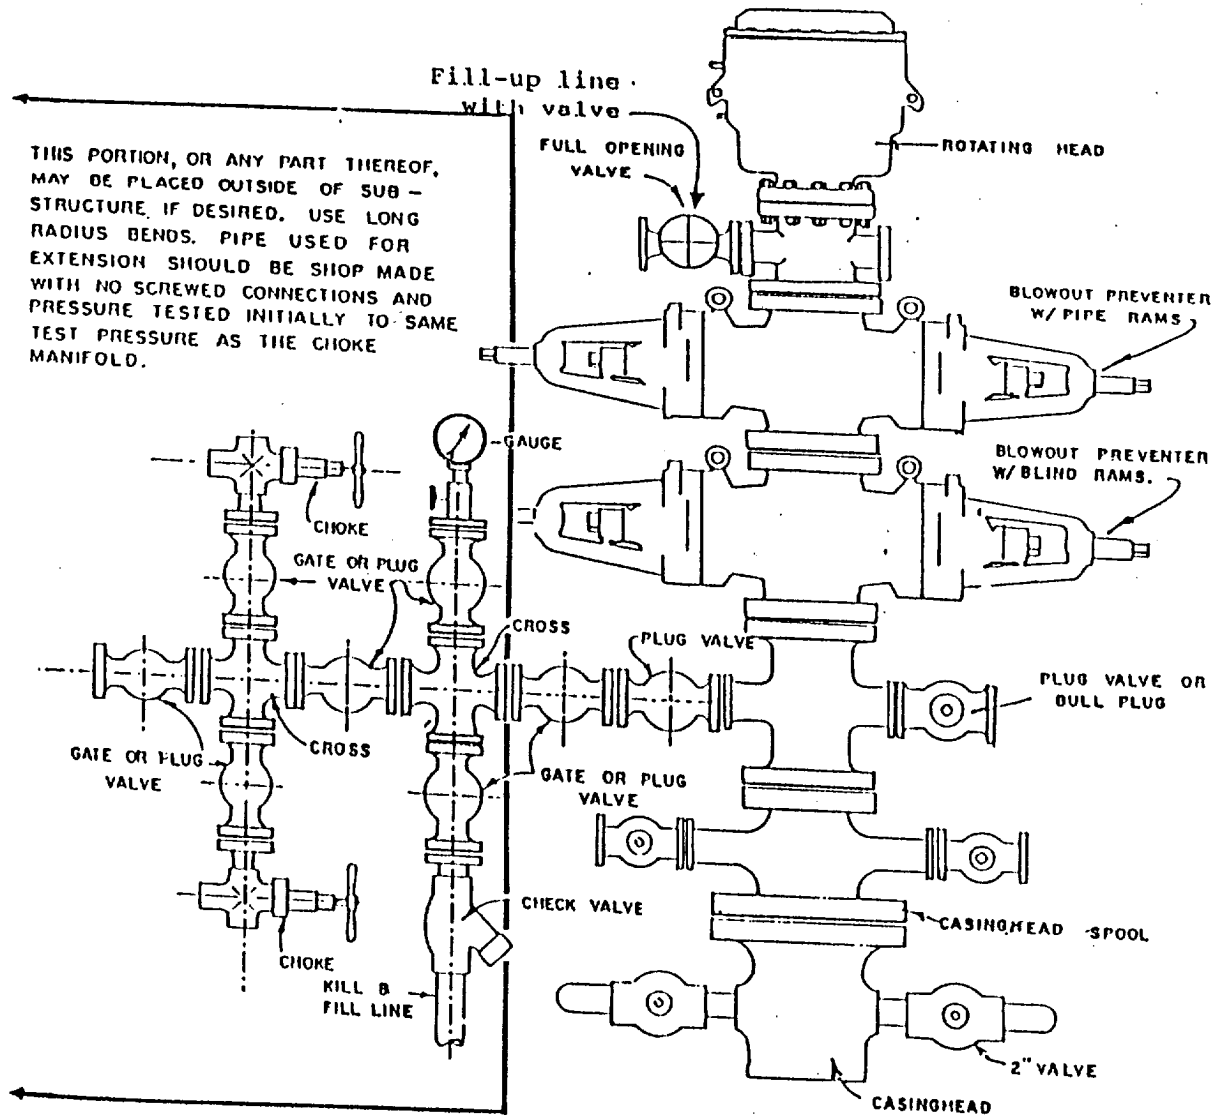 Fill-up line
with valve
FULL OPENING
VALVE
ROTATING HEAD
THIS PORTION, OR ANY PART THEREOF,
MAY BE PLACED OUTSIDE OF SUB-
STRUCTURE IF DESIRED. USE LONG
RADIUS BENDS. PIPE USED FOR
EXTENSION SHOULD BE SHOP MADE
WITH NO SCREWED CONNECTIONS AND
PRESSURE TESTED INITIALLY TO SAME
TEST PRESSURE AS THE CHOKE
MANIFOLD.
BLOWOUT PREVENTER
W/ PIPE RAMS
GAUGE
BLOWOUT PREVENTER
W/BLIND RAMS.
CHOKE
GATE OR PLUG
VALVE
CROSS
PLUG VALVE
PLUG VALVE OR
BULL PLUG
CROSS
GATE OR PLUG
VALVE
GATE OR PLUG
VALVE
CHECK VALVE
CASINGHEAD SPOOL
CHOKE
KILL &
FILL LINE
2" VALVE
CASINGHEAD